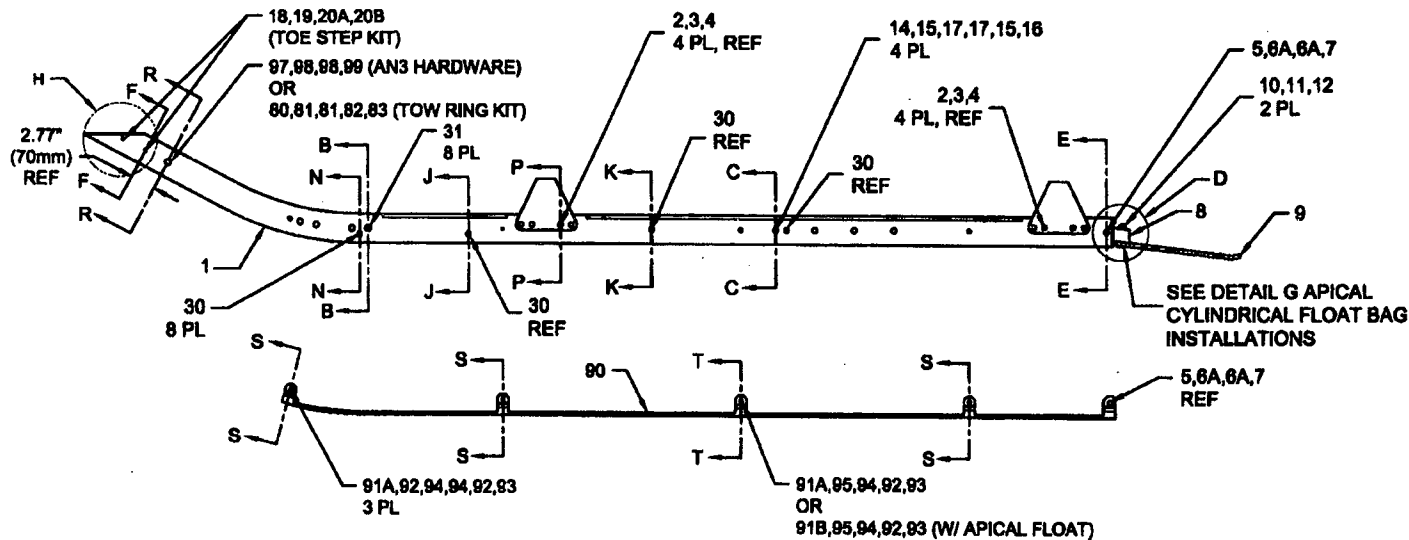 18,19,20A,20B
(TOE STEP KIT)
97,98,98,99 (AN3 HARDWARE)
OR
80,81,81,82,83 (TOW RING KIT)
2,3,4
4 PL, REF
14,15,17,17,15,16
4 PL
5,6A,6A,7
10,11,12
2 PL
2,3,4
4 PL, REF
H
R
F
2.77"
(70mm)
REF
F
R
B
31
8 PL
N
J
P
30
REF
K
C
30
REF
E
D
8
9
1
30
8 PL
N
B
J
30
REF
P
K
C
E
SEE DETAIL G APICAL
CYLINDRICAL FLOAT BAG
INSTALLATIONS
S
S
90
T
S
5,6A,6A,7
REF
S
S
T
S
91A,92,94,94,92,93
3 PL
91A,95,94,92,93
OR
91B,95,94,92,93 (W/ APICAL FLOAT)